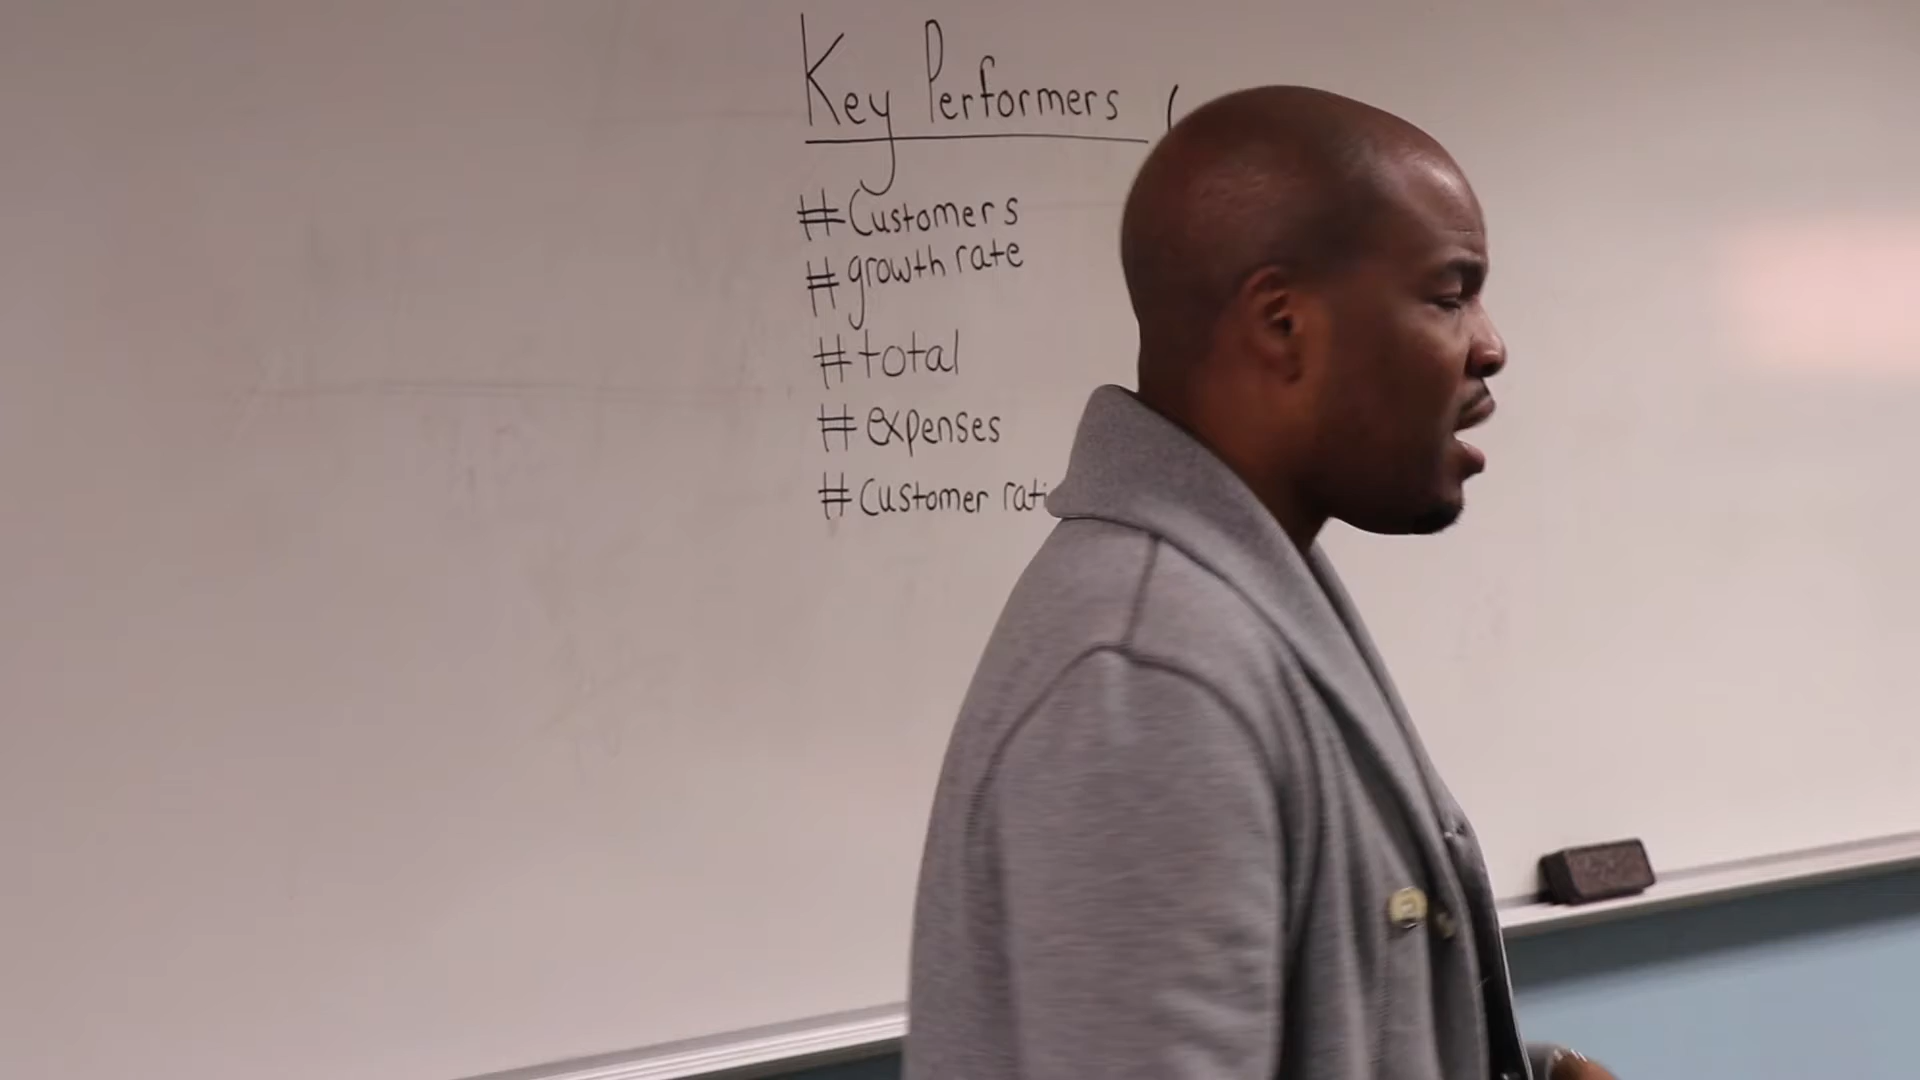 Key Performers (
#Customers
#growth rate
#total
#expenses
#Customer